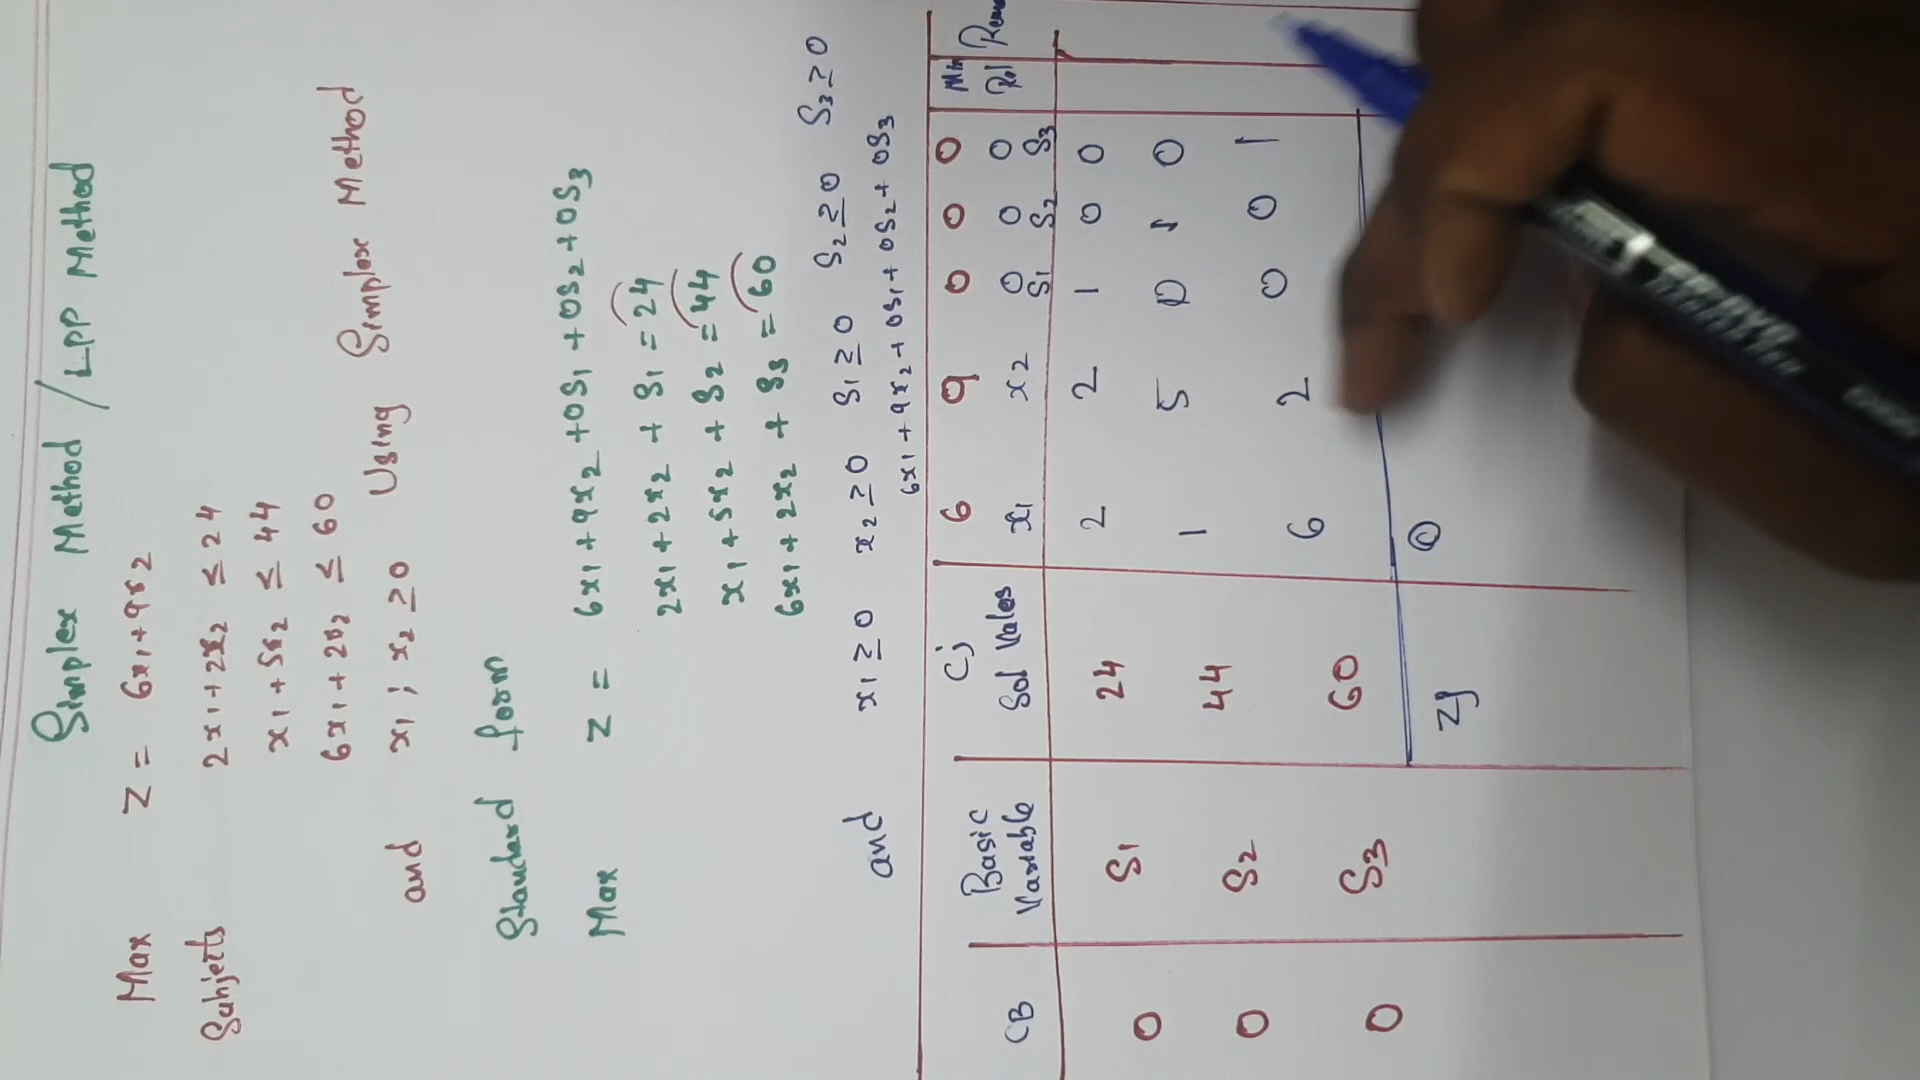 Simplex Method / LPP Method
Max Z = 6x1+9x2
Subjets 2x1+2x2 ≤ 24
x1+5x2 ≤ 44
6x1+2x2 ≤ 60
and x1 ; x2 ≥ 0 Using Simplex Method
Standard form
Max Z = 6x1+9x2+0S1+0S2+0S3
2x1+2x2+S1=24
x1+5x2+S2=44
6x1+2x2+S3=60
and x1≥0 x2≥0 S1≥0 S2≥0 S3≥0
6x1+9x2+0S1+0S2+0S3
Cj 6 9 0 0 0 Min
CB Basic Variable Sol Vales x1 x2 0 S1 0 S2 0 S3
0 S1 24 2 2 1 0 0
0 S2 44 1 5 0 1 0
0 S3 60 6 2 0 0 1
Zj 0